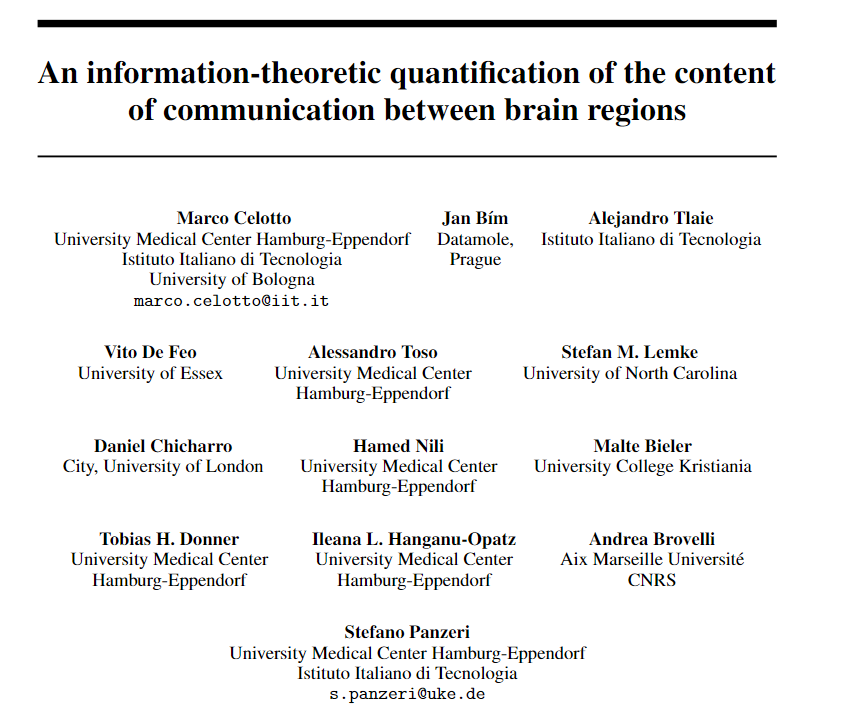 An information-theoretic quantification of the content
of communication between brain regions
Marco Celotto
University Medical Center Hamburg-Eppendorf
Istituto Italiano di Tecnologia
University of Bologna
marco.celotto@iit.it
Jan Bím
Datamole,
Prague
Alejandro Tlaie
Istituto Italiano di Tecnologia
Vito De Feo
University of Essex
Alessandro Toso
University Medical Center
Hamburg-Eppendorf
Stefan M. Lemke
University of North Carolina
Daniel Chicharro
City, University of London
Hamed Nili
University Medical Center
Hamburg-Eppendorf
Malte Bieler
University College Kristiania
Tobias H. Donner
University Medical Center
Hamburg-Eppendorf
Ileana L. Hanganu-Opatz
University Medical Center
Hamburg-Eppendorf
Andrea Brovelli
Aix Marseille Université
CNRS
Stefano Panzeri
University Medical Center Hamburg-Eppendorf
Istituto Italiano di Tecnologia
s.panzeri@uke.de